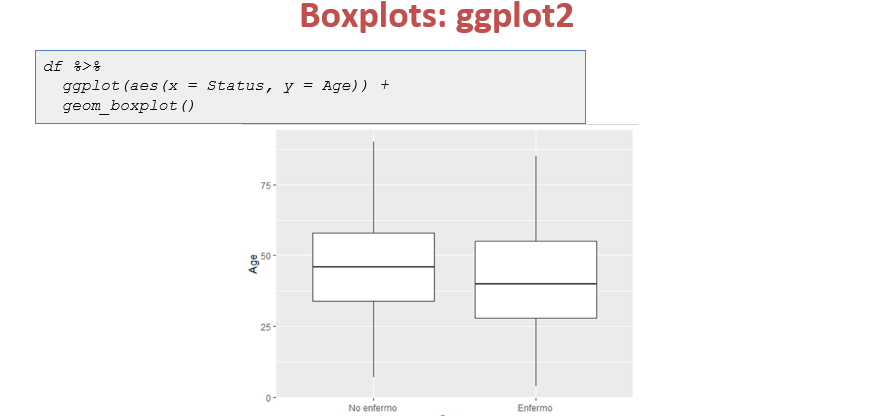 Boxplots: ggplot2
df %>%
ggplot(aes(x = Status, y = Age)) +
geom_boxplot()
75
50
25
0
Age
No enfermo
Enfermo